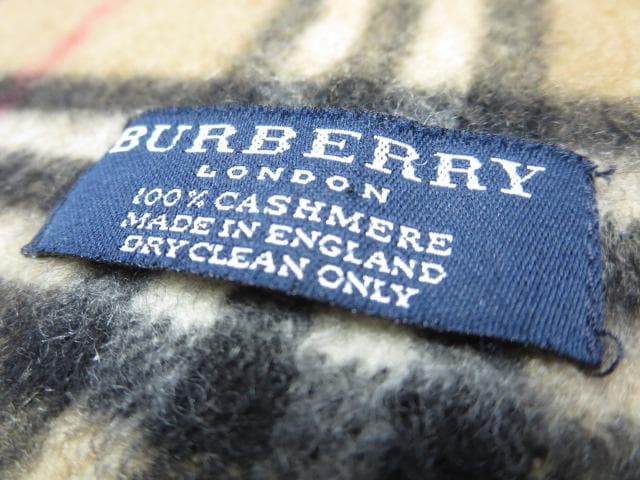 BURBERRY
LONDON
100% CASHMERE
MADE IN ENGLAND
DRY CLEAN ONLY